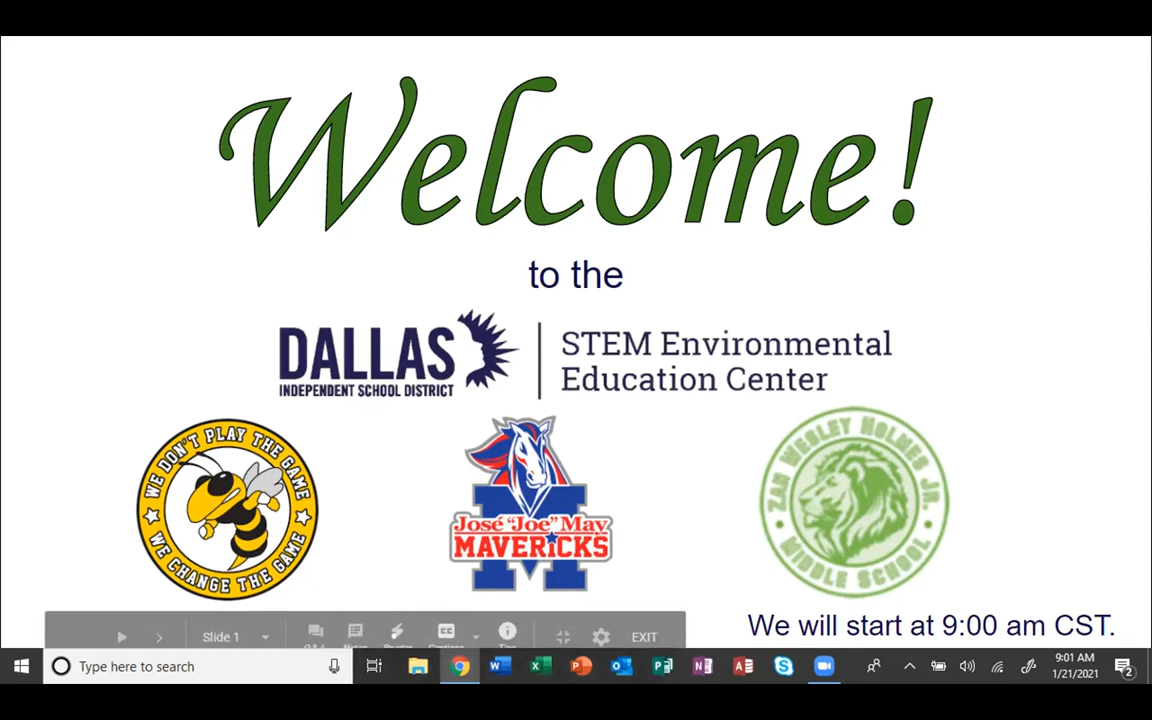 Welcome!
to the
DALLAS
INDEPENDENT SCHOOL DISTRICT
STEM Environmental
Education Center
WE DON'T PLAY THE GAME
WE CHANGE THE GAME
José "Joe" May
MAVERICKS
M
ZAN WESLEY HOLMES JR.
MIDDLE SCHOOL
We will start at 9:00 am CST.
Slide 1
EXIT
Type here to search
9:01 AM
1/21/2021
2